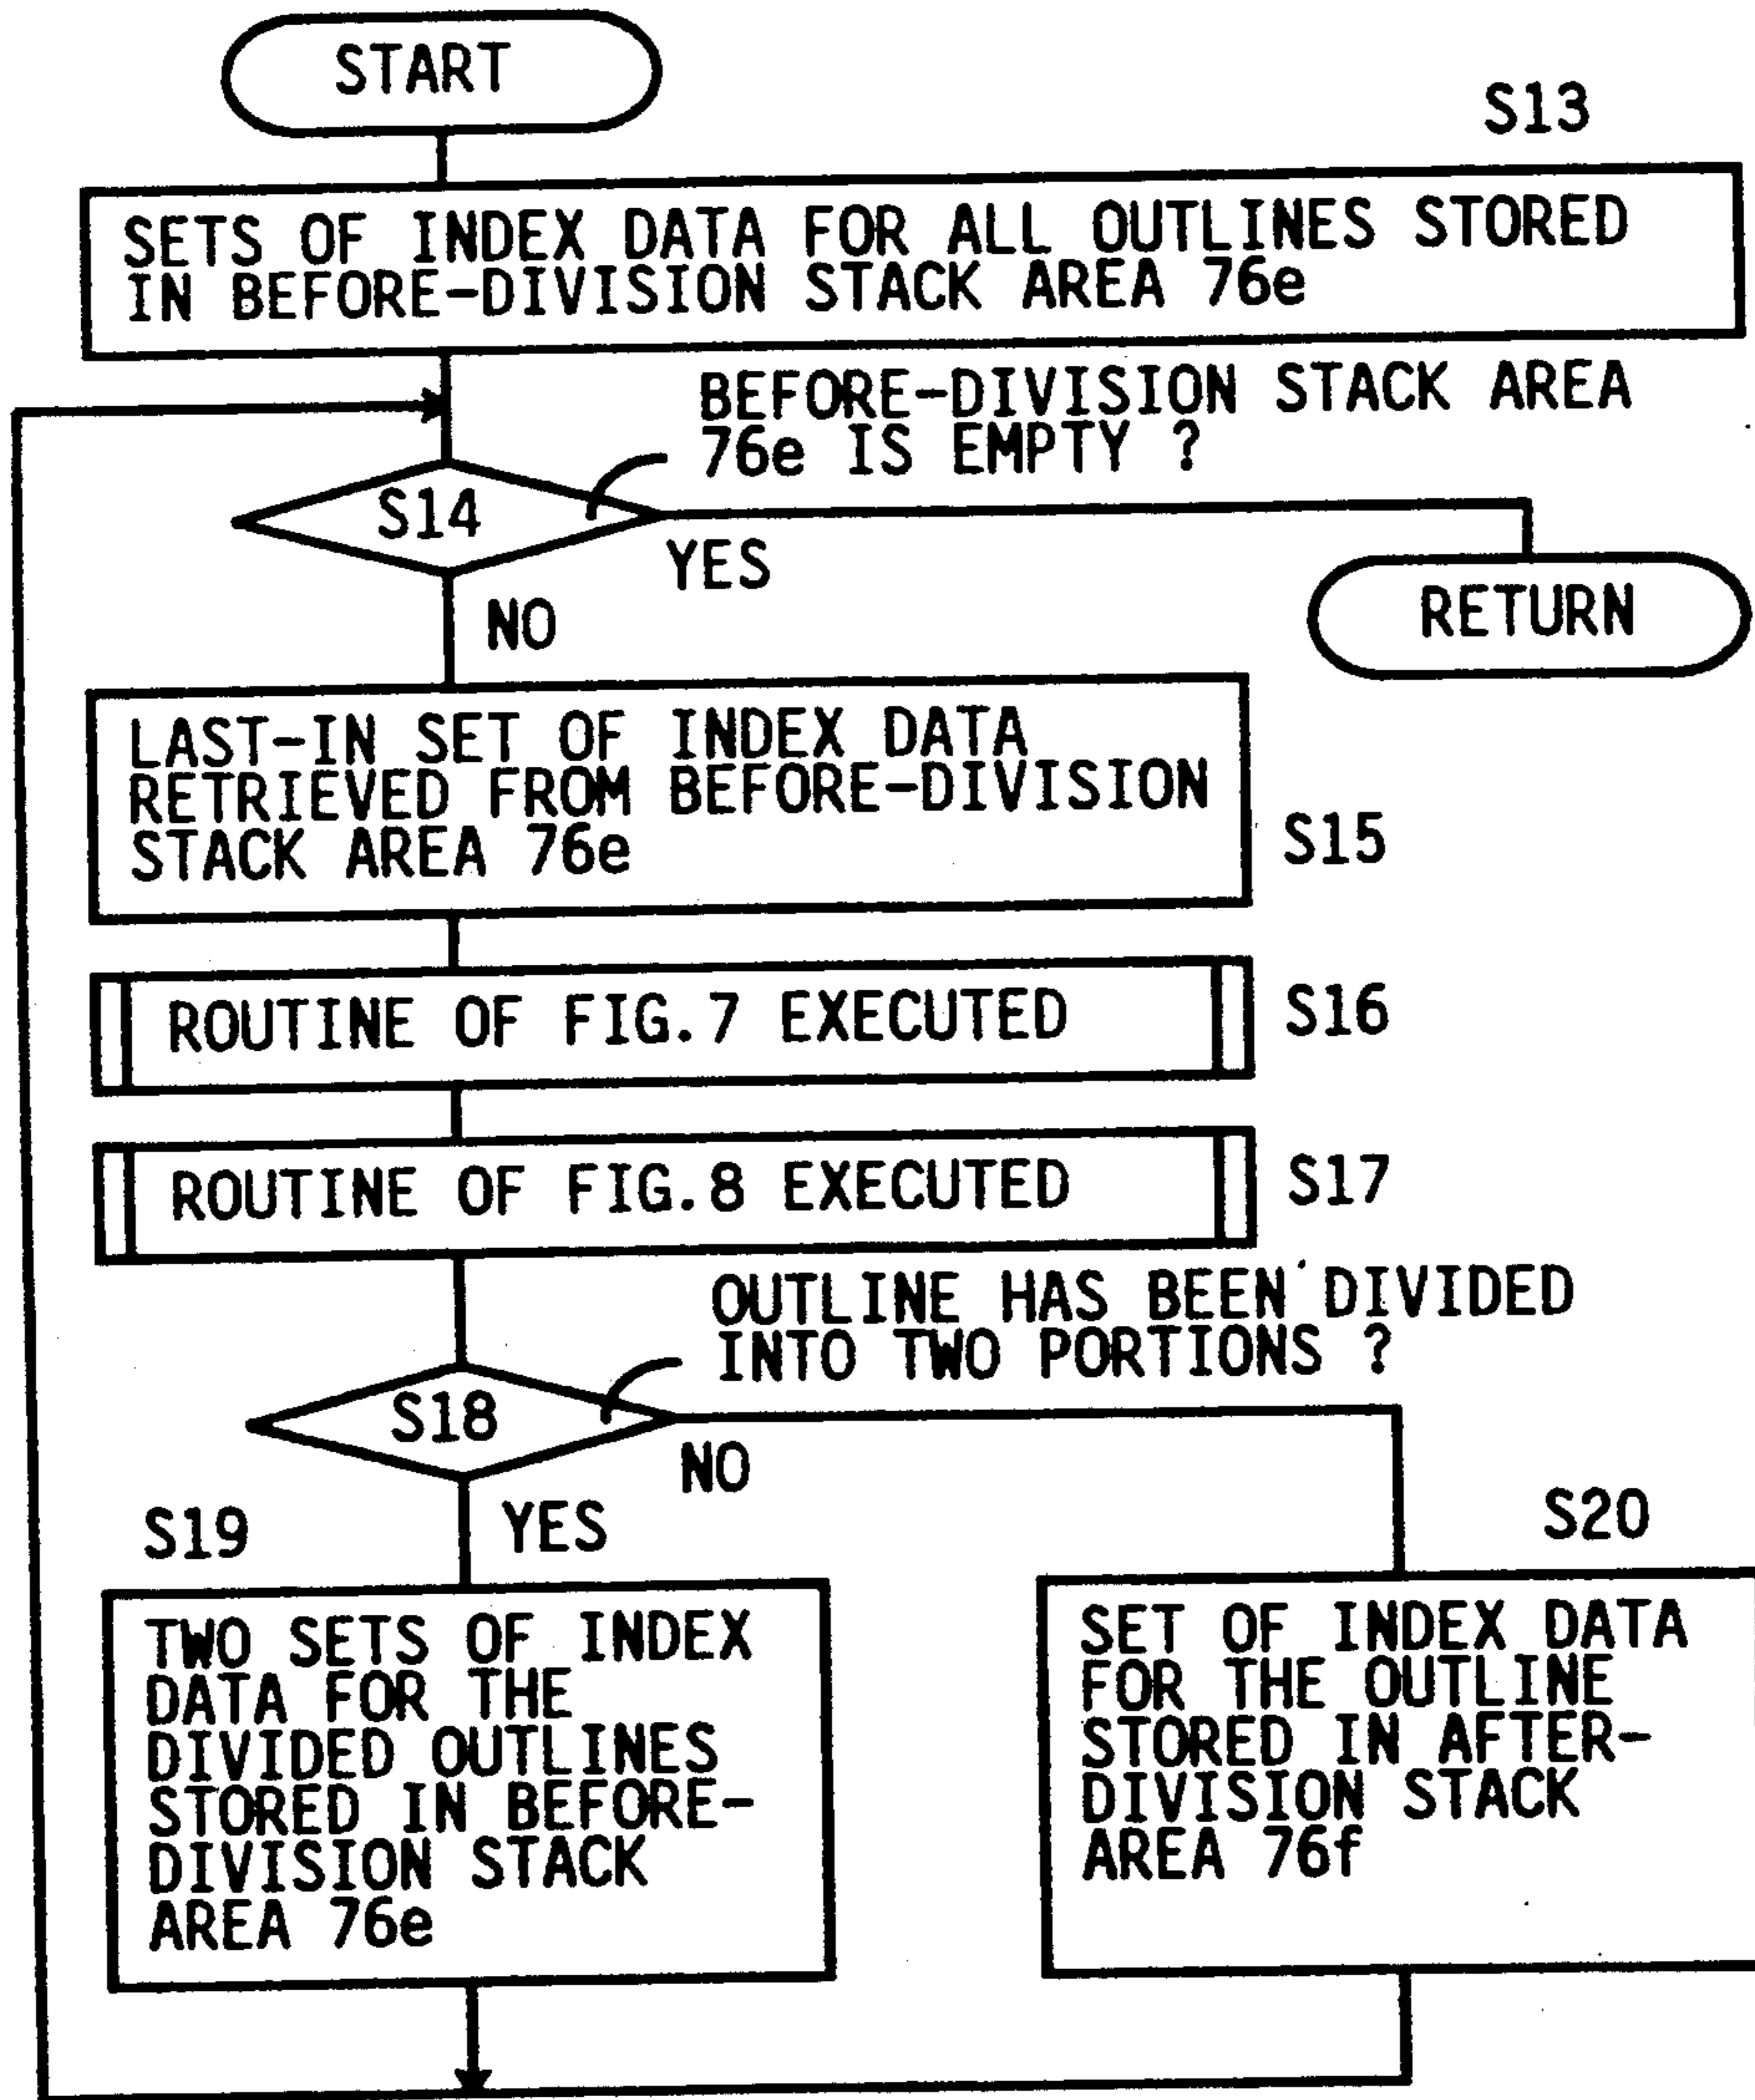 START
S13
SETS OF INDEX DATA FOR ALL OUTLINES STORED
IN BEFORE-DIVISION STACK AREA 76e
BEFORE-DIVISION STACK AREA
76e IS EMPTY ?
S14
YES
NO
RETURN
LAST-IN SET OF INDEX DATA
RETRIEVED FROM BEFORE-DIVISION
STACK AREA 76e
S15
ROUTINE OF FIG.7 EXECUTED
S16
ROUTINE OF FIG.8 EXECUTED
S17
OUTLINE HAS BEEN DIVIDED
INTO TWO PORTIONS ?
S18
NO
YES
S19
TWO SETS OF INDEX
DATA FOR THE
DIVIDED OUTLINES
STORED IN BEFORE-
DIVISION STACK
AREA 76e
S20
SET OF INDEX DATA
FOR THE OUTLINE
STORED IN AFTER-
DIVISION STACK
AREA 76f